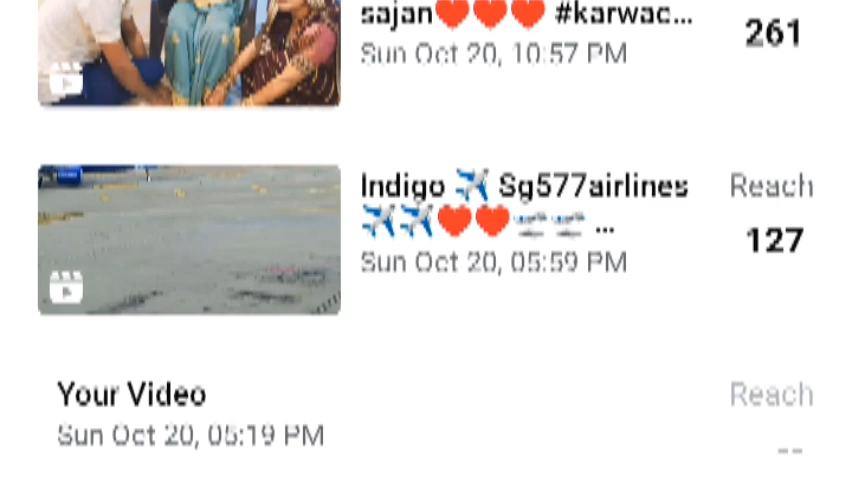 sajan❤️❤️❤️ #karwac...
Sun Oct 20, 10:57 PM
261
Indigo ✈️ Sg577airlines
✈️✈️❤️❤️🛫🛫 ...
Sun Oct 20, 05:59 PM
Reach
127
Your Video
Sun Oct 20, 05:19 PM
Reach
--